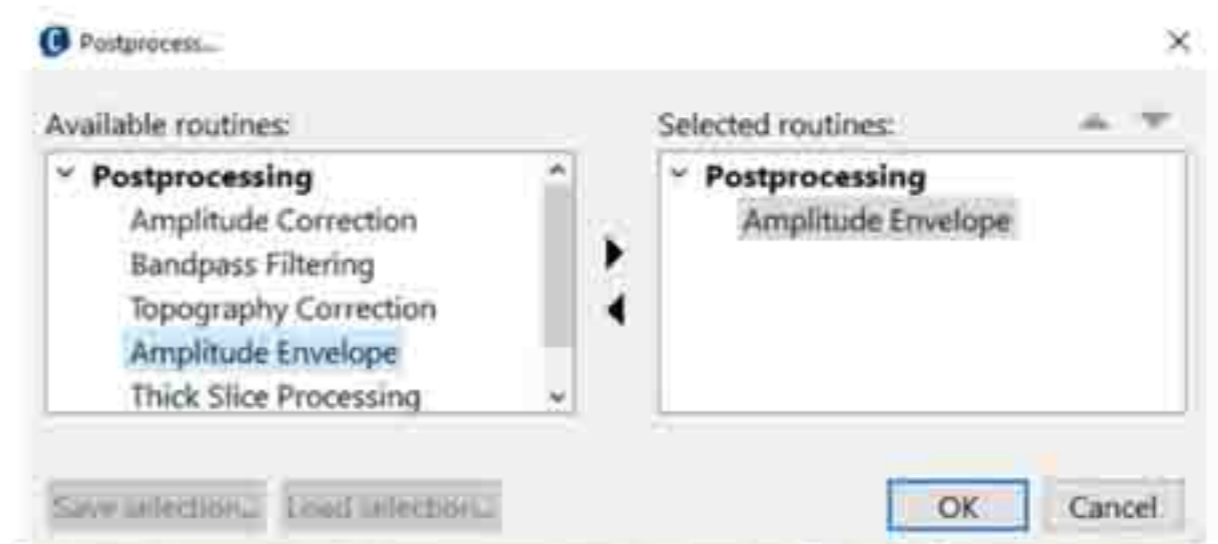 Postprocess...
Available routines:
Postprocessing
Amplitude Correction
Bandpass Filtering
Topography Correction
Amplitude Envelope
Thick Slice Processing
Selected routines:
Postprocessing
Amplitude Envelope
Save selection...
Load selection...
OK
Cancel